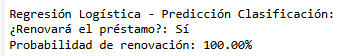 Regresión Logística - Predicción Clasificación:
¿Renovará el préstamo?: Sí
Probabilidad de renovación: 100.00%